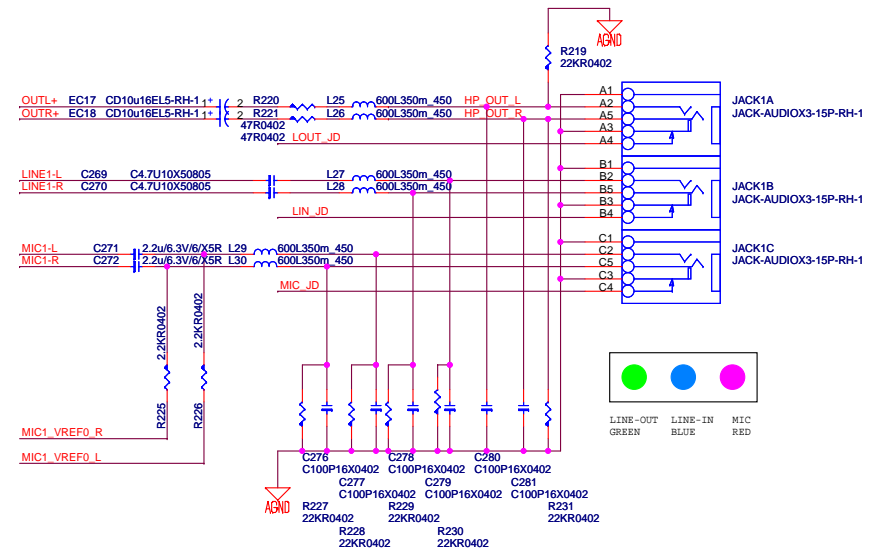 AGND
R219
22KR0402
OUTL+ EC17 CD10u16EL5-RH-1 1 + 2 R220 L25 600L350m_450 HP_OUT_L
OUTR+ EC18 CD10u16EL5-RH-1 1 + 2 R221 L26 600L350m_450 HP_OUT_R
47R0402
47R0402
LOUT_JD
A1
A2
A5
A3
A4
JACK1A
JACK-AUDIOX3-15P-RH-1
LINE1-L C269 C4.7U10X50805 L27 600L350m_450
LINE1-R C270 C4.7U10X50805 L28
LIN_JD
B1
B2
B5
B3
B4
JACK1B
JACK-AUDIOX3-15P-RH-1
MIC1-L C271 2.2u/6.3V/6/X5R L29 600L350m_450
MIC1-R C272 2.2u/6.3V/6/X5R L30 600L350m_450
MIC_JD
C1
C2
C5
C3
C4
JACK1C
JACK-AUDIOX3-15P-RH-1
2.2KR0402
2.2KR0402
R225
R226
MIC1_VREF0_R
MIC1_VREF0_L
LINE-OUT LINE-IN MIC
GREEN BLUE RED
C276 C278 C280
C100P16X0402 C100P16X0402 C100P16X0402
C277 C279 C281
C100P16X0402 C100P16X0402 C100P16X0402
AGND
R227 R229 R231
22KR0402 22KR0402 22KR0402
R228 R230
22KR0402 22KR0402